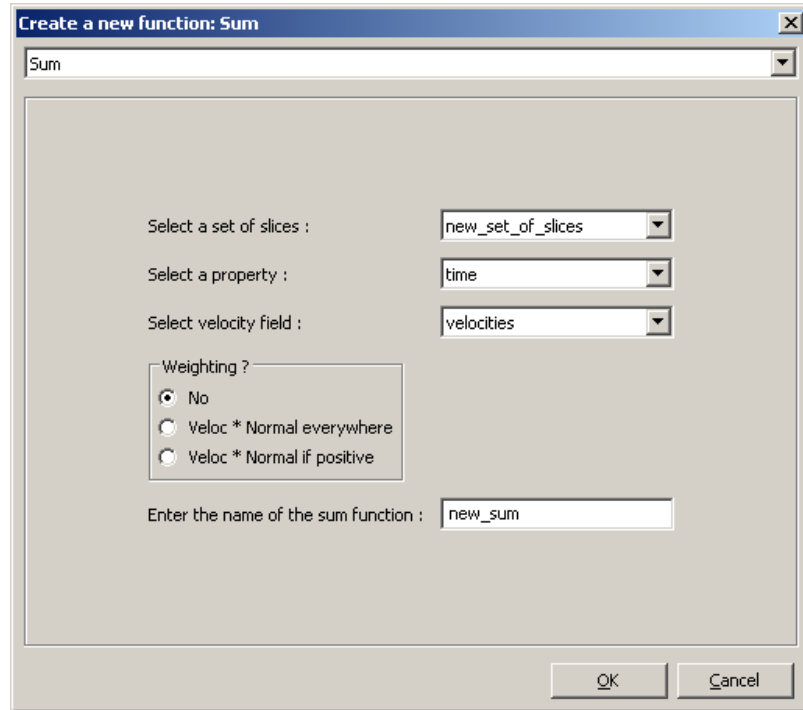 Create a new function: Sum
Sum
Select a set of slices : new_set_of_slices
Select a property : time
Select velocity field : velocities
Weighting ?
No
Veloc * Normal everywhere
Veloc * Normal if positive
Enter the name of the sum function : new_sum
OK Cancel